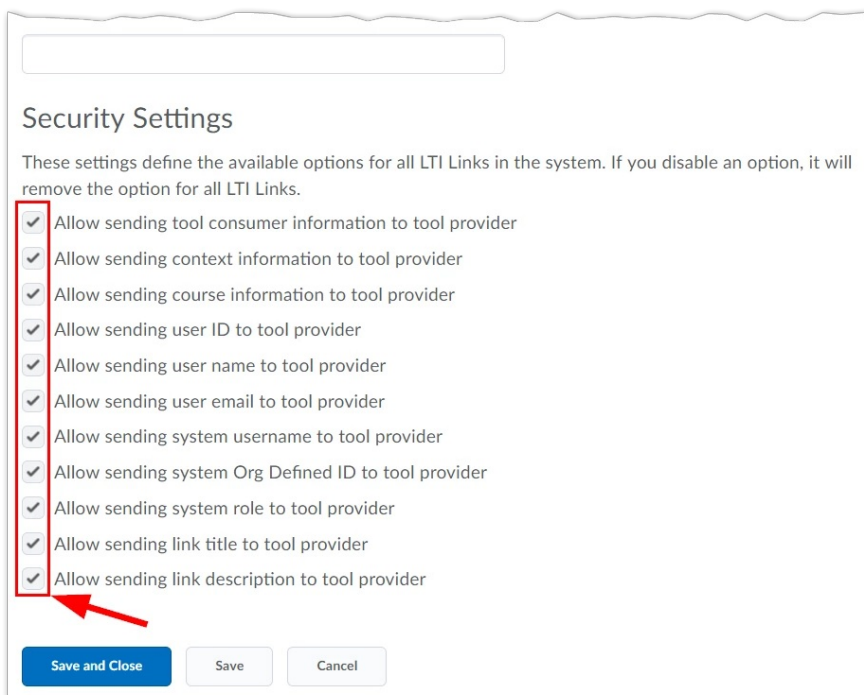 Security Settings
These settings define the available options for all LTI Links in the system. If you disable an option, it will
remove the option for all LTI Links.
Allow sending tool consumer information to tool provider
Allow sending context information to tool provider
Allow sending course information to tool provider
Allow sending user ID to tool provider
Allow sending user name to tool provider
Allow sending user email to tool provider
Allow sending system username to tool provider
Allow sending system Org Defined ID to tool provider
Allow sending system role to tool provider
Allow sending link title to tool provider
Allow sending link description to tool provider
Save and Close Save Cancel